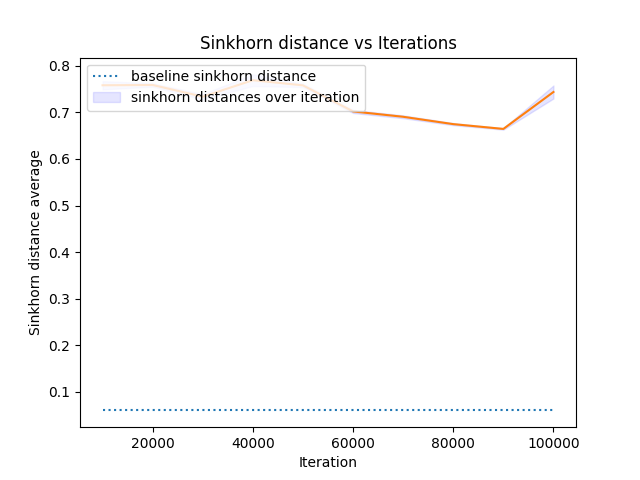 Sinkhorn distance vs Iterations
baseline sinkhorn distance
sinkhorn distances over iteration
Sinkhorn distance average
0.8
0.7
0.6
0.5
0.4
0.3
0.2
0.1
20000
40000
60000
80000
100000
Iteration